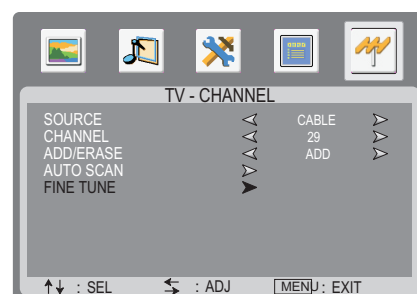 TV - CHANNEL
SOURCE CABLE
CHANNEL 29
ADD/ERASE ADD
AUTO SCAN
FINE TUNE
: SEL : ADJ MENU : EXIT